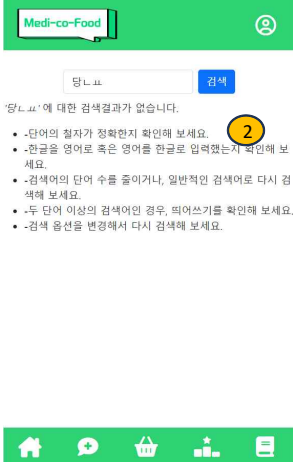 Medi-co-Food
당ㄴㅛ
검색
'당ㄴㅛ' 에 대한 검색결과가 없습니다.
2
• -단어의 철자가 정확한지 확인해 보세요.
• -한글을 영어로 혹은 영어를 한글로 입력했는지 확인해 보
세요.
• -검색어의 단어 수를 줄이거나, 일반적인 검색어로 다시 검
색해 보세요.
• -두 단어 이상의 검색어인 경우, 띄어쓰기를 확인해 보세요.
• -검색 옵션을 변경해서 다시 검색해 보세요.